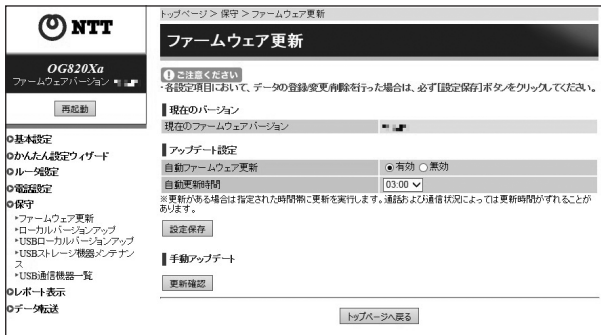 NTT
OG820Xa
ファームウェアバージョン
再起動
基本設定
かんたん設定ウィザード
ルータ設定
電話設定
保守
ファームウェア更新
ローカルバージョンアップ
USBローカルバージョンアップ
USBストレージ機器メンテナン
ス
USB通信機器一覧
レポート表示
データ転送
トップページ > 保守 > ファームウェア更新
ファームウェア更新
ご注意ください
・各設定項目において、データの登録/変更/削除を行った場合は、必ず[設定保存]ボタンをクリックしてください。
現在のバージョン
現在のファームウェアバージョン
アップデート設定
自動ファームウェア更新 有効 無効
自動更新時間 03:00
※更新がある場合は指定された時間帯に更新を実行します。通話および通信状況によっては更新時間がずれることが
あります。
設定保存
手動アップデート
更新確認
トップページへ戻る